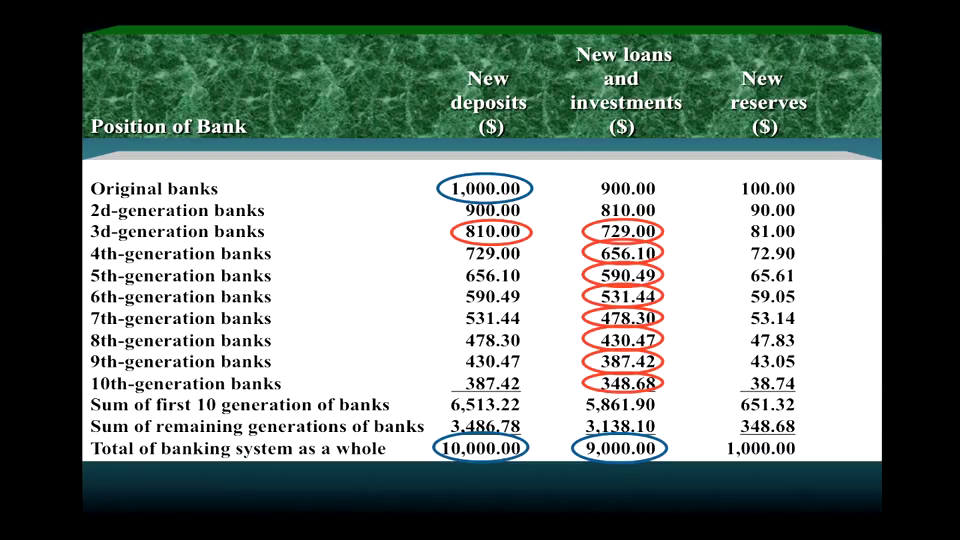 New loans
New and New
deposits investments reserves
Position of Bank ($) ($) ($)
Original banks 1,000.00 900.00 100.00
2d-generation banks 900.00 810.00 90.00
3d-generation banks 810.00 729.00 81.00
4th-generation banks 729.00 656.10 72.90
5th-generation banks 656.10 590.49 65.61
6th-generation banks 590.49 531.44 59.05
7th-generation banks 531.44 478.30 53.14
8th-generation banks 478.30 430.47 47.83
9th-generation banks 430.47 387.42 43.05
10th-generation banks 387.42 348.68 38.74
Sum of first 10 generation of banks 6,513.22 5,861.90 651.32
Sum of remaining generations of banks 3,486.78 3,138.10 348.68
Total of banking system as a whole 10,000.00 9,000.00 1,000.00